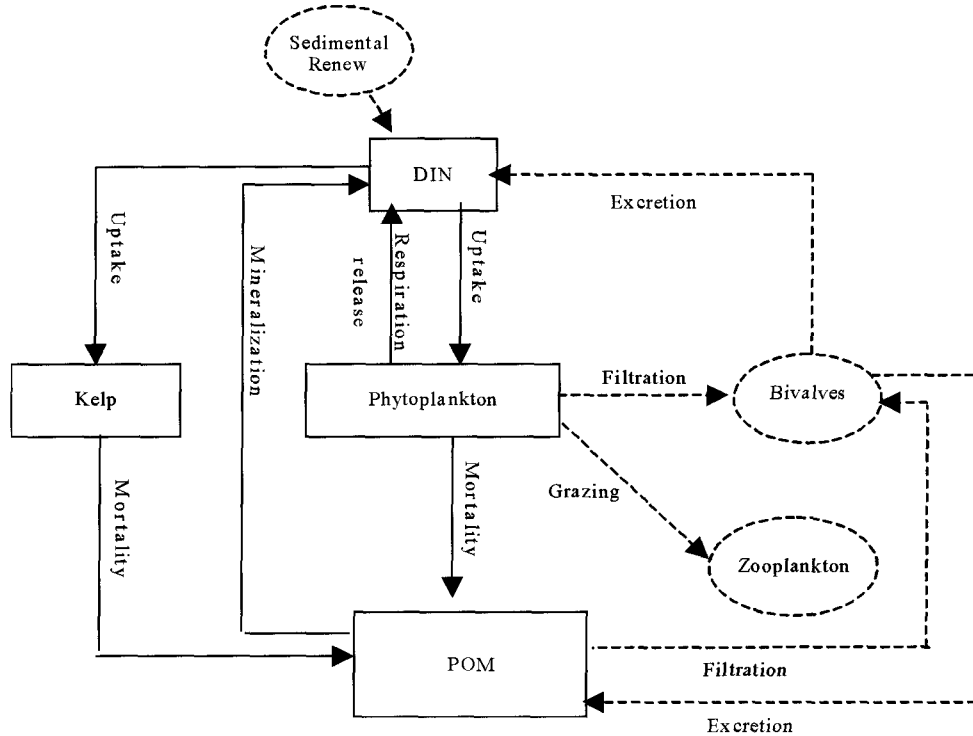 Sedimental
Renew
DIN
Excretion
Uptake
Mineralization
release
Respiration
Uptake
Kelp
Phytoplankton
Filtration
Bivalves
Mortality
Mortality
Grazing
Zooplankton
POM
Filtration
Excretion